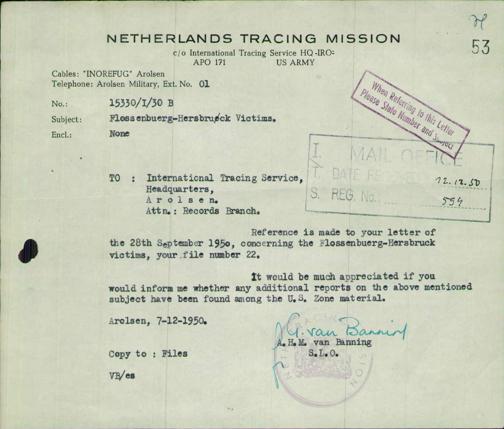 53
NETHERLANDS TRACING MISSION
c/o International Tracing Service HQ-IRO-
APO 171 US ARMY
Cables: "INOREFUG" Arolsen
Telephone: Arolsen Military, Ext. No. 01
No.: 15330/I/30 B
Subject: Flossenbuerg-Hersbruck Victims.
Encl.: None
When Referring to this Letter
Please State Number and Subject
I. MAIL OFFICE
T. DATE RECEIVED 12.12.50
S. REG. No. 594
TO : International Tracing Service,
Headquarters,
Arolsen.
Attn.: Records Branch.
Reference is made to your letter of
the 28th September 1950, concerning the Flossenbuerg-Hersbruck
victims, your file number 22.
It would be much appreciated if you
would inform me whether any additional reports on the above mentioned
subject have been found among the U.S. Zone material.
Arolsen, 7-12-1950.
A.H.M. van Banning
S.L.O.
Copy to : Files
VB/es